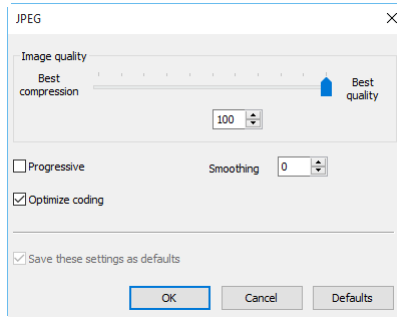 JPEG
Image quality
Best
compression
Best
quality
100
Progressive
Smoothing 0
Optimize coding
Save these settings as defaults
OK Cancel Defaults